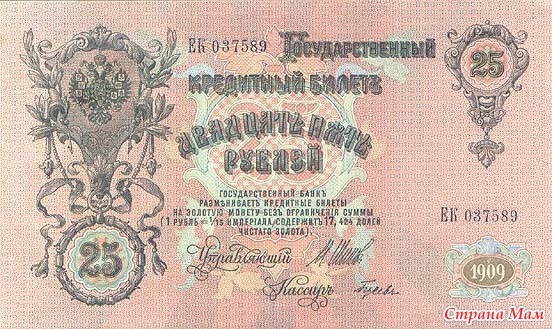 ЕК 037589
Государственный
25
кредитный билетъ
двадцать пять
рублей
ГОСУДАРСТВЕННЫЙ БАНКЪ
РАЗМѢНИВАЕТЪ КРЕДИТНЫЕ БИЛЕТЫ
НА ЗОЛОТУЮ МОНЕТУ БЕЗЪ ОГРАНИЧЕНІЯ СУММЫ
(1 РУБЛЬ = 1/15 ИМПЕРІАЛА, СОДЕРЖИТЪ 17,424 ДОЛЕЙ
ЧИСТАГО ЗОЛОТА).
ЕК 037589
25
Управляющій
1909
Кассиръ
Страна Мам